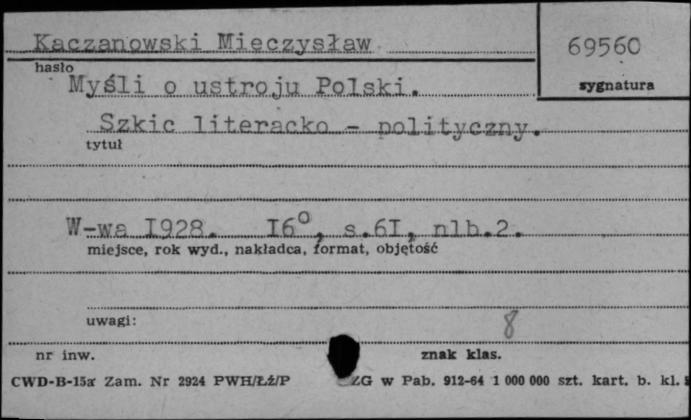 Kaczanowski Mieczysław
69560
hasło
sygnatura
Myśli o ustroju Polski.
Szkic literacko - polityczny.
tytuł
W-wa I928. I6°, s.6I, nlb.2.
miejsce, rok wyd., nakładca, format, objętość
uwagi:
8
nr inw.
znak klas.
CWD-B-15a Zam. Nr 2924 PWH/ŁŻ/P ZG w Pab. 912-64 1 000 000 szt. kart. b. kl.